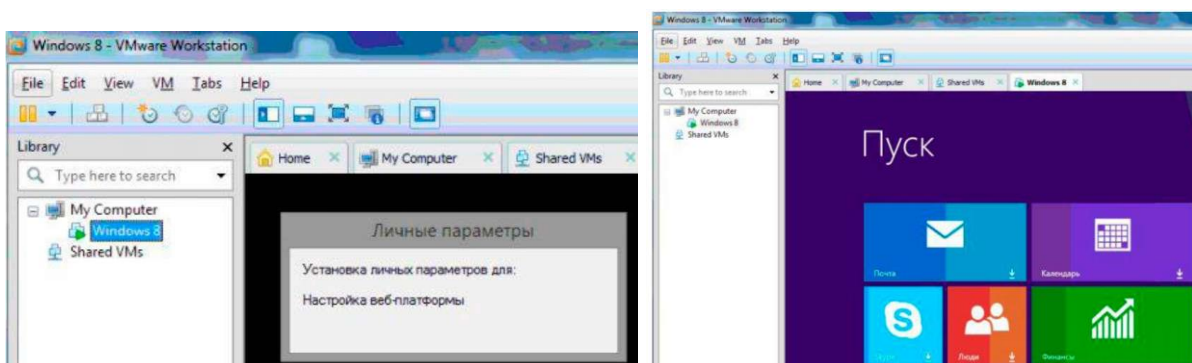 Windows 8 - VMware Workstation
File Edit View VM Tabs Help
Library
Type here to search
Home My Computer Shared VMs
My Computer
Windows 8
Shared VMs
Личные параметры
Установка личных параметров для:
Настройка веб-платформы
Windows 8 - VMware Workstation
File Edit View VM Tabs Help
Library
Type here to search
Home My Computer Shared VMs Windows 8
My Computer
Windows 8
Shared VMs
Пуск
Почта
Календарь
Skype
Люди
Финансы